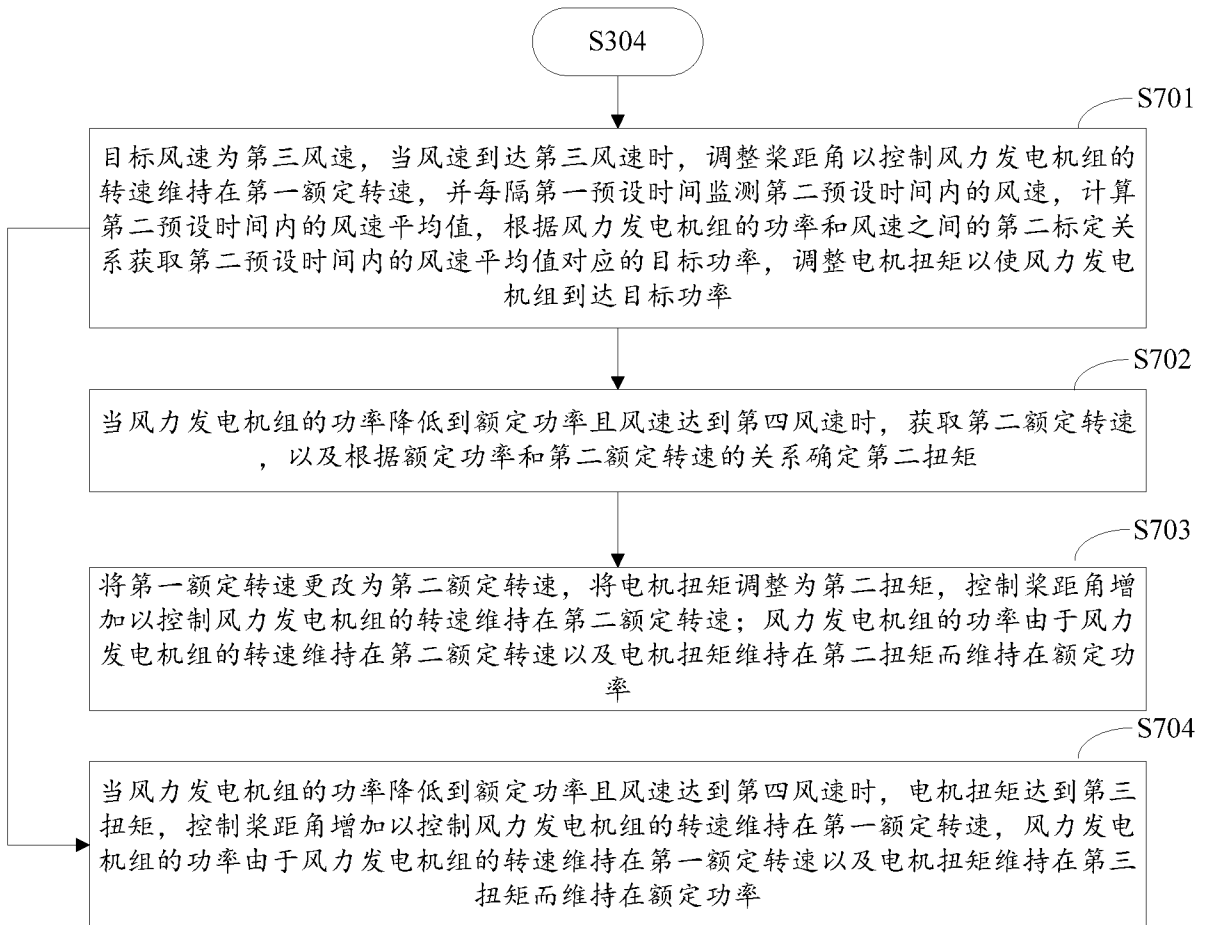 S304
S701
目标风速为第三风速，当风速到达第三风速时，调整桨距角以控制风力发电机组的
转速维持在第一额定转速，并每隔第一预设时间监测第二预设时间内的风速，计算
第二预设时间内的风速平均值，根据风力发电机组的功率和风速之间的第二标定关
系获取第二预设时间内的风速平均值对应的目标功率，调整电机扭矩以使风力发电
机组到达目标功率
S702
当风力发电机组的功率降低到额定功率且风速达到第四风速时，获取第二额定转速
，以及根据额定功率和第二额定转速的关系确定第二扭矩
S703
将第一额定转速更改为第二额定转速，将电机扭矩调整为第二扭矩，控制桨距角增
加以控制风力发电机组的转速维持在第二额定转速；风力发电机组的功率由于风力
发电机组的转速维持在第二额定转速以及电机扭矩维持在第二扭矩而维持在额定功
率
S704
当风力发电机组的功率降低到额定功率且风速达到第四风速时，电机扭矩达到第三
扭矩，控制桨距角增加以控制风力发电机组的转速维持在第一额定转速，风力发电
机组的功率由于风力发电机组的转速维持在第一额定转速以及电机扭矩维持在第三
扭矩而维持在额定功率